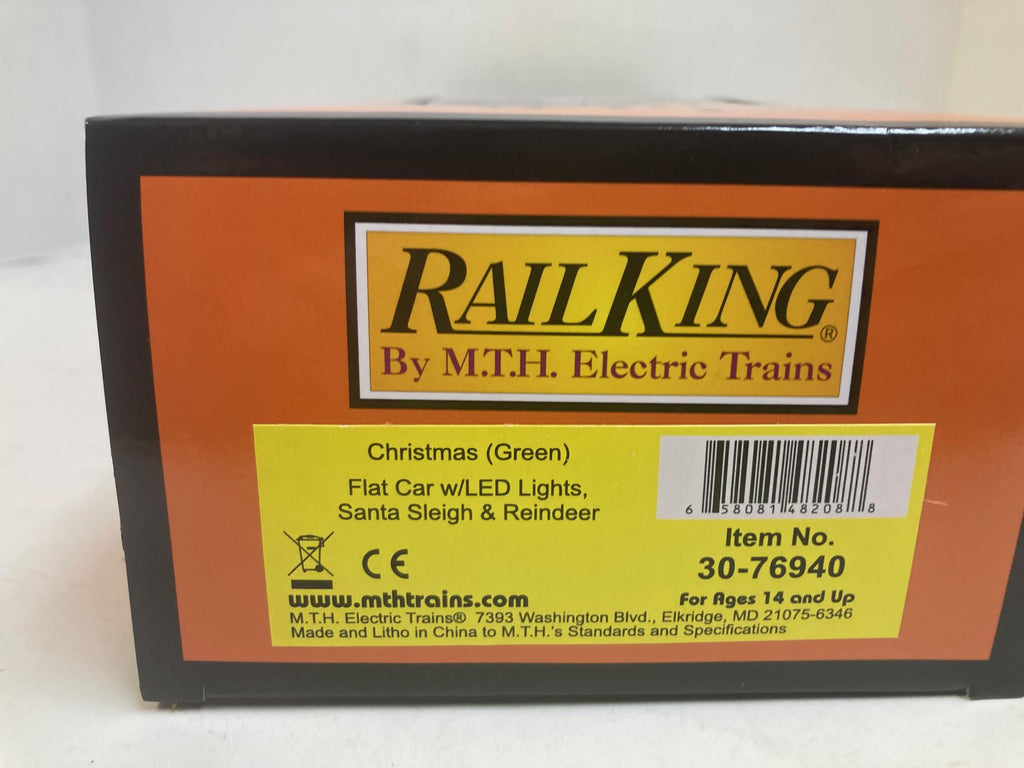 RAILKING®
By M.T.H. Electric Trains
Christmas (Green)
Flat Car w/LED Lights,
Santa Sleigh & Reindeer
6 58081 48208 8
Item No.
30-76940
CE
www.mthtrains.com
For Ages 14 and Up
M.T.H. Electric Trains® 7393 Washington Blvd., Elkridge, MD 21075-6346
Made and Litho in China to M.T.H.'s Standards and Specifications